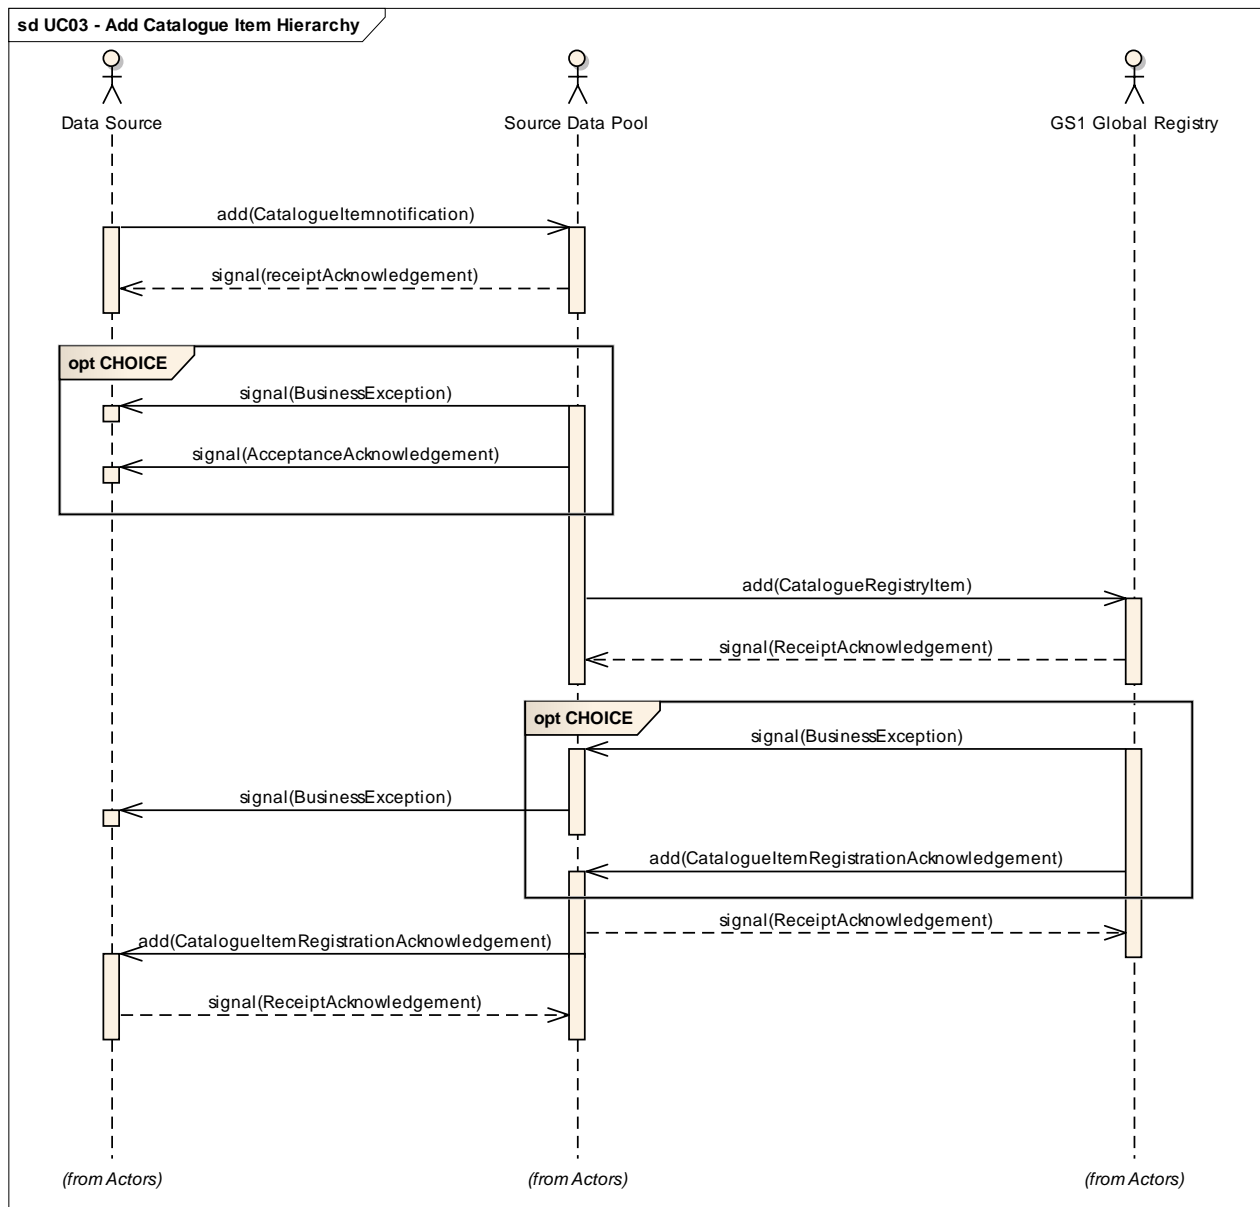 sd UC03 - Add Catalogue Item Hierarchy
Data Source
Source Data Pool
GS1 Global Registry
add(CatalogueItemnotification)
signal(receiptAcknowledgement)
opt CHOICE
signal(BusinessException)
signal(AcceptanceAcknowledgement)
add(CatalogueRegistryItem)
signal(ReceiptAcknowledgement)
opt CHOICE
signal(BusinessException)
signal(BusinessException)
add(CatalogueItemRegistrationAcknowledgement)
signal(ReceiptAcknowledgement)
add(CatalogueItemRegistrationAcknowledgement)
signal(ReceiptAcknowledgement)
(from Actors)
(from Actors)
(from Actors)